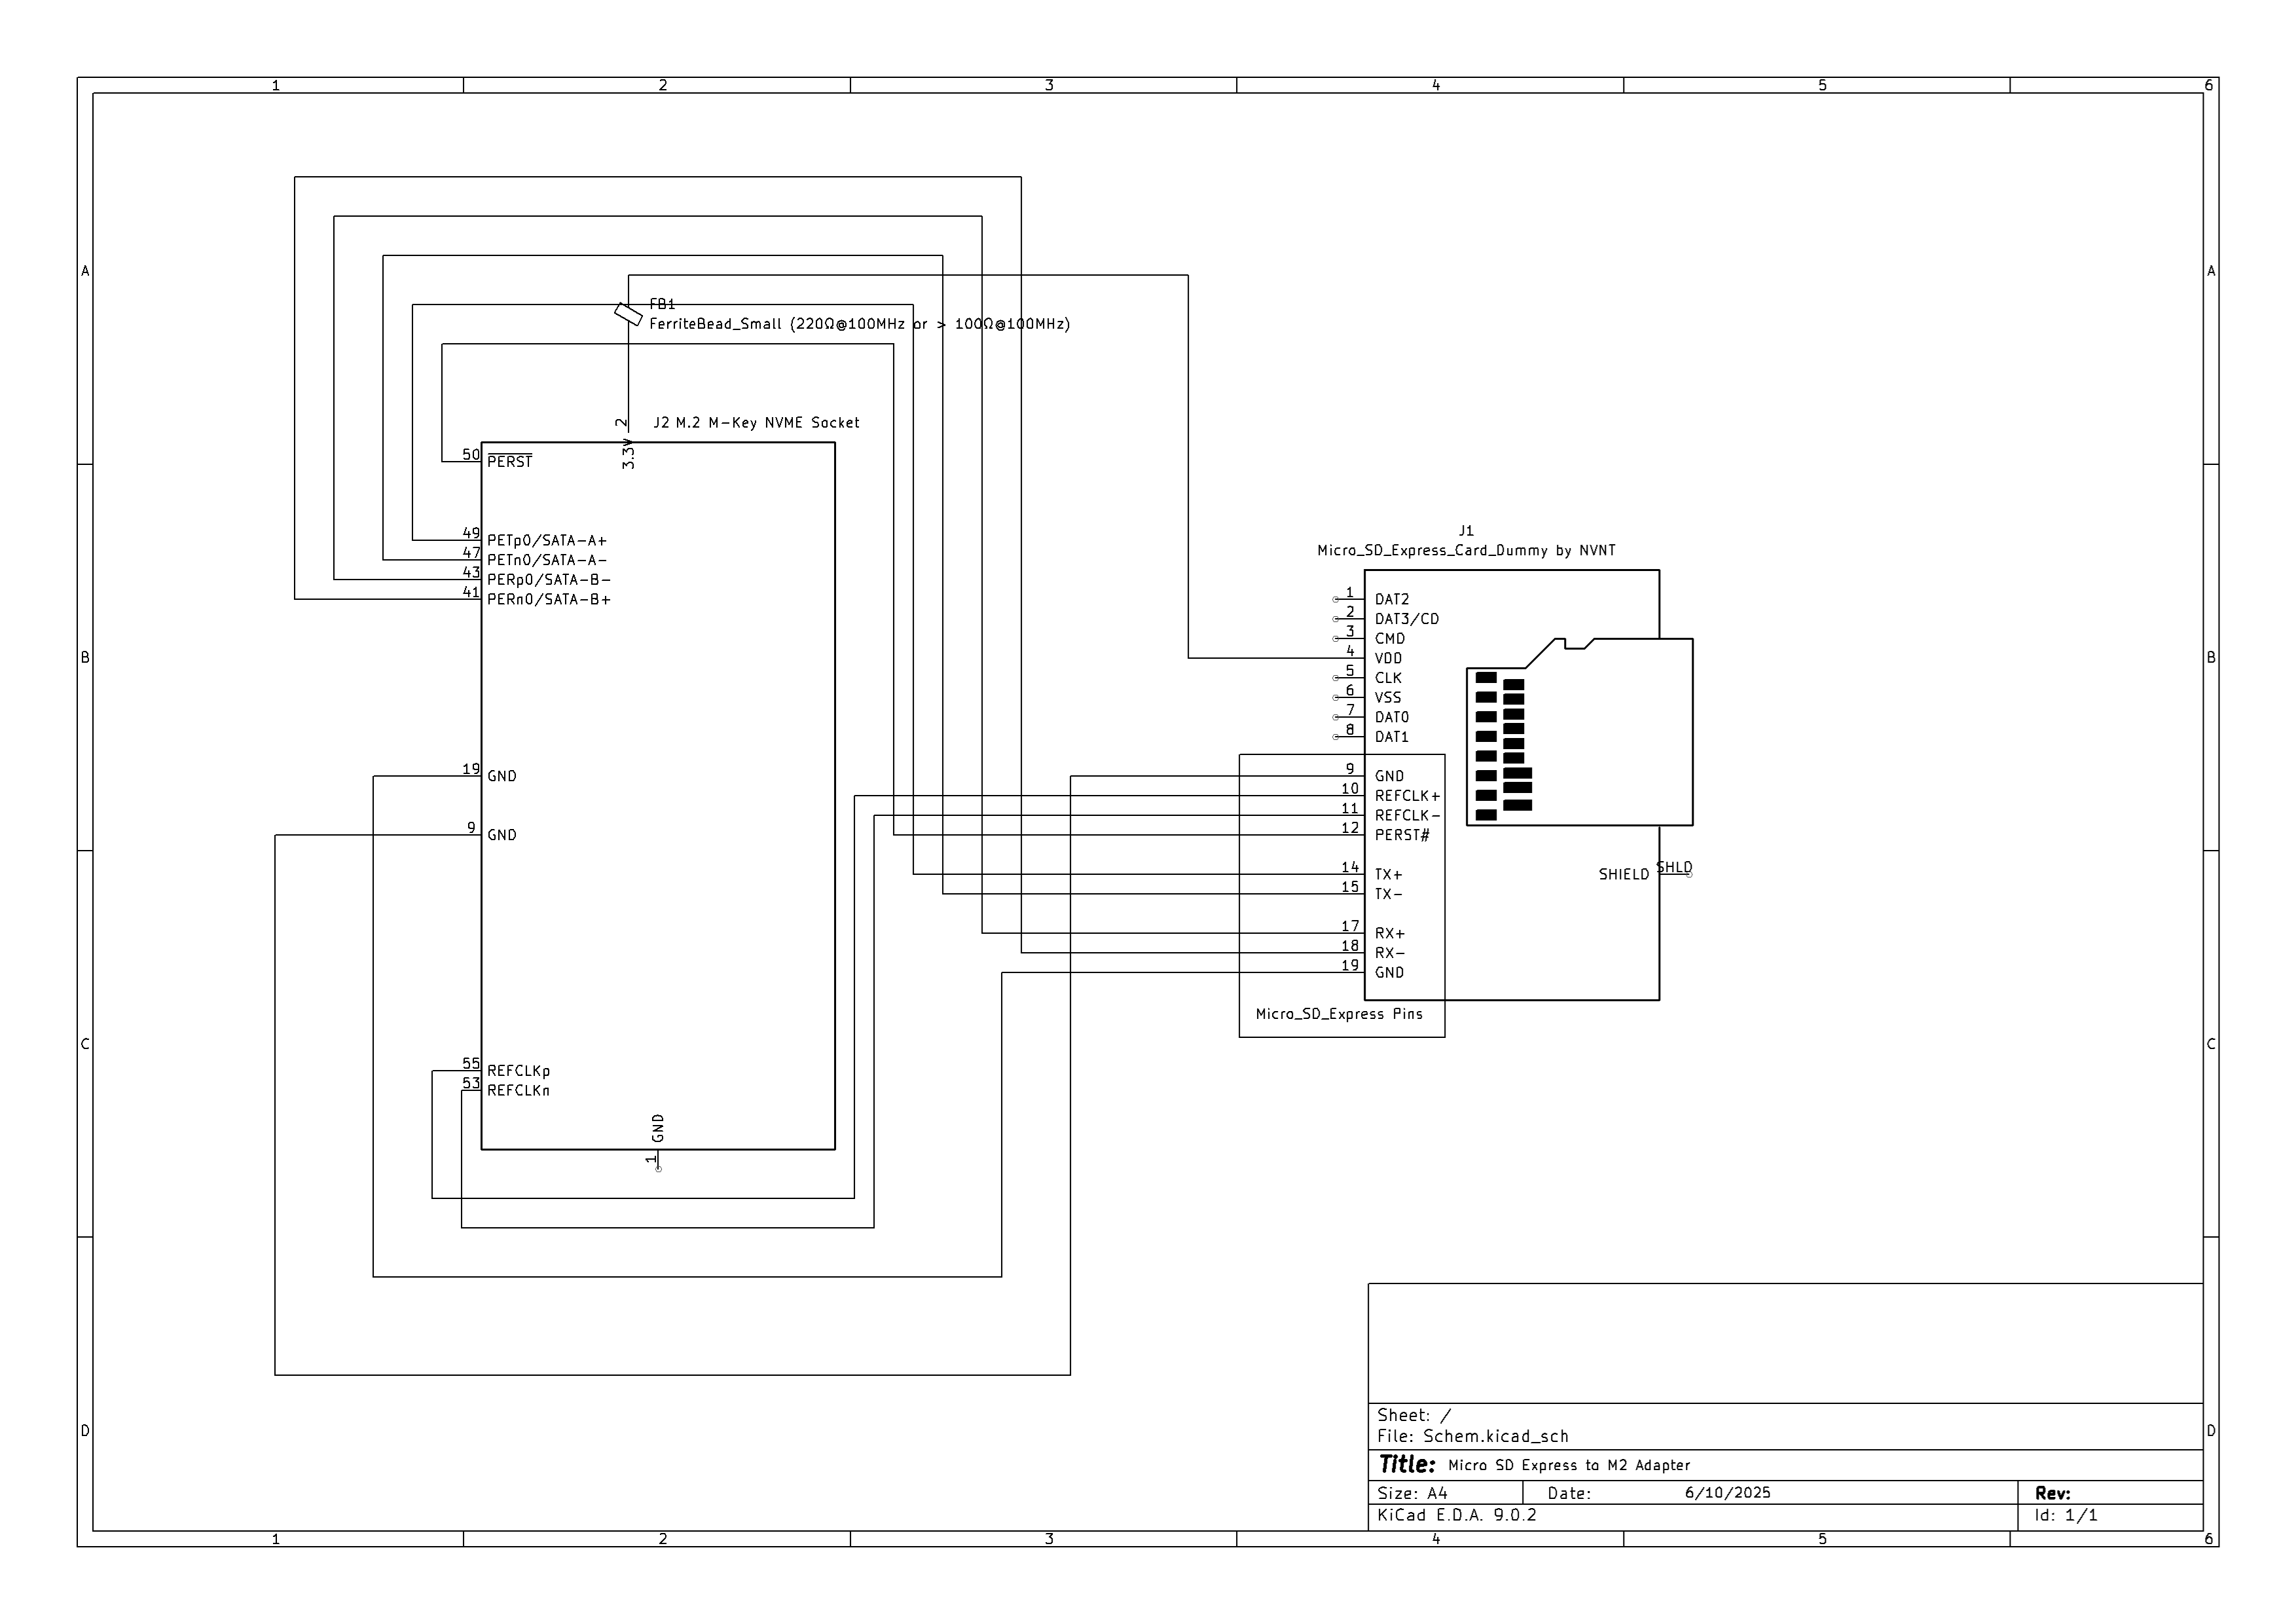 1 2 3 4 5 6
A A
FB1
FerriteBead_Small (220Ω@100MHz or > 100Ω@100MHz)
2 J2 M.2 M-Key NVME Socket
3.3V
50 PERST
49 PETp0/SATA-A+
47 PETn0/SATA-A-
43 PERp0/SATA-B-
41 PERn0/SATA-B+
19 GND
9 GND
55 REFCLKp
53 REFCLKn
GND
1
J1
Micro_SD_Express_Card_Dummy by NVNT
1 DAT2
2 DAT3/CD
3 CMD
4 VDD
5 CLK
6 VSS
7 DAT0
8 DAT1
9 GND
10 REFCLK+
11 REFCLK-
12 PERST#
14 TX+
15 TX-
17 RX+
18 RX-
19 GND
SHIELD SHLD
Micro_SD_Express Pins
B B
C C
D D
Sheet: /
File: Schem.kicad_sch
Title: Micro SD Express to M2 Adapter
Size: A4 Date: 6/10/2025 Rev:
KiCad E.D.A. 9.0.2 Id: 1/1
1 2 3 4 5 6